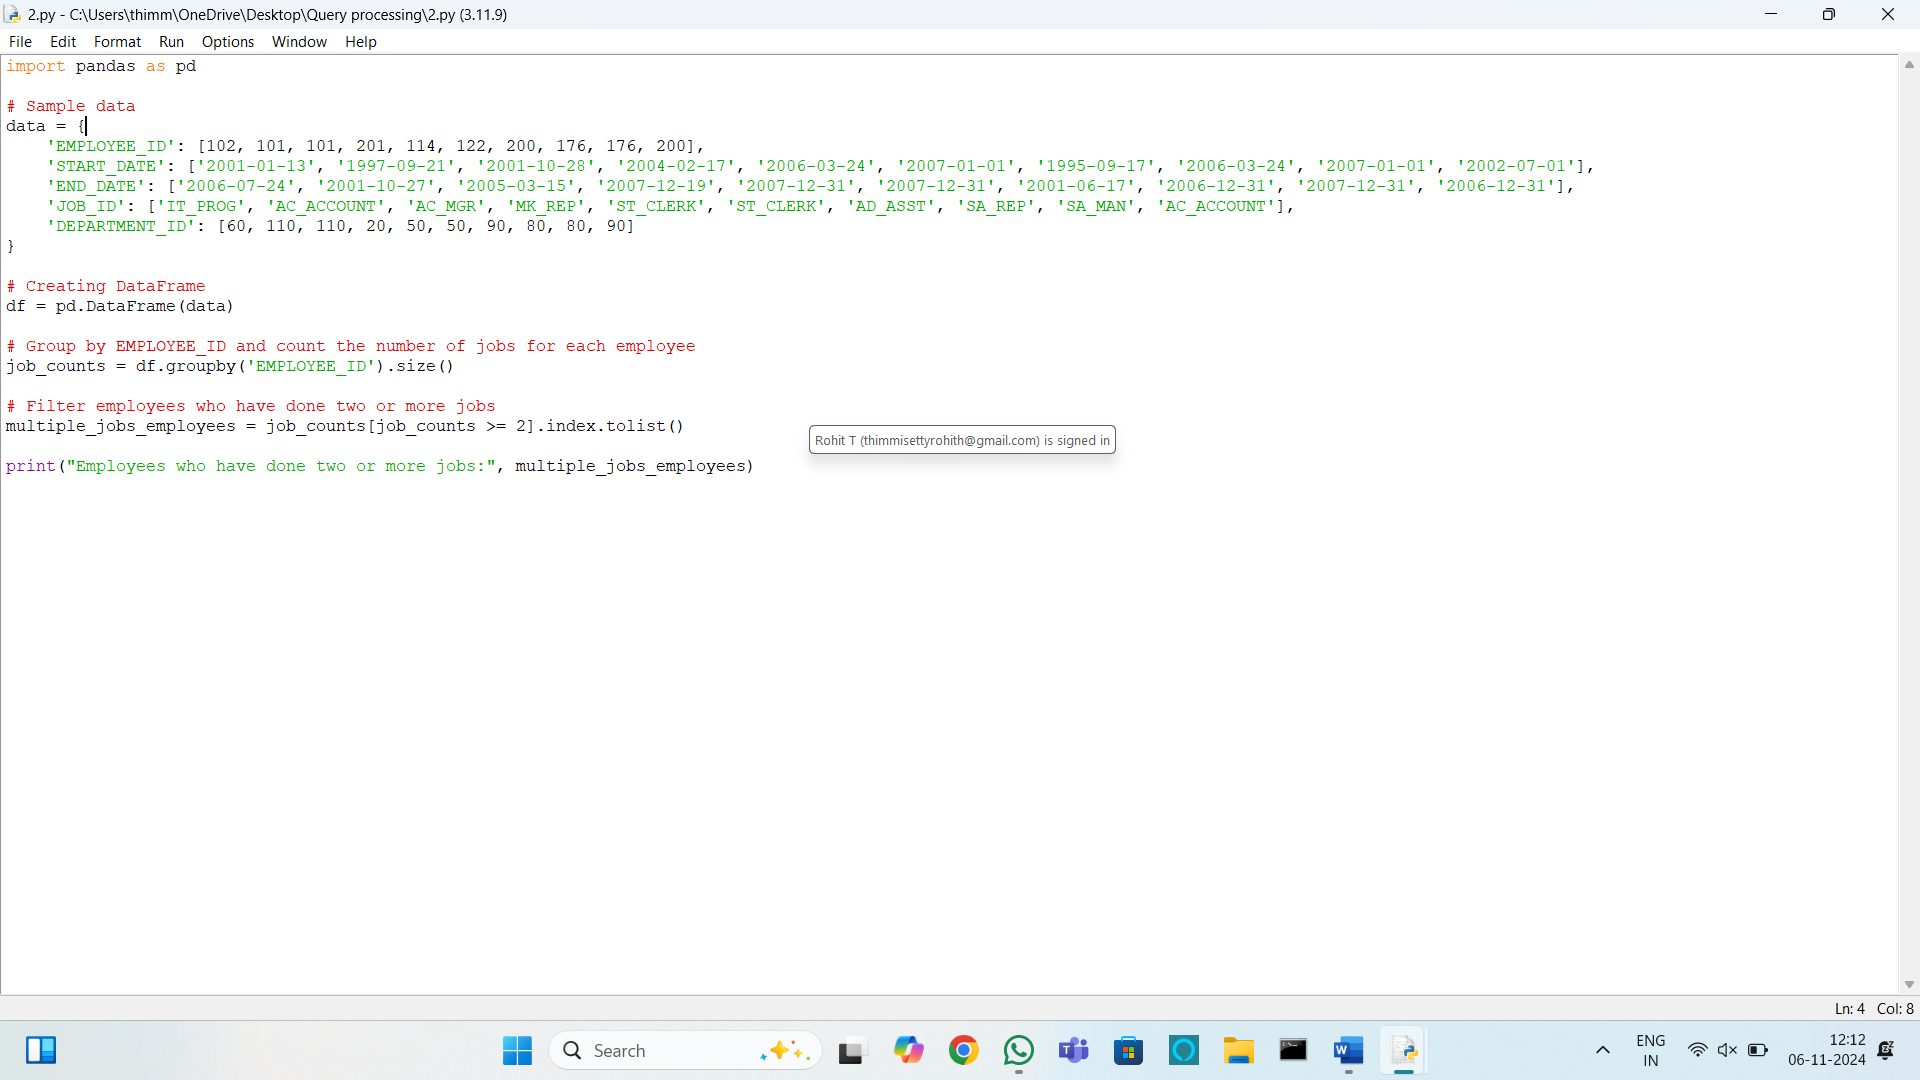 2.py - C:\Users\thimm\OneDrive\Desktop\Query processing\2.py (3.11.9)
File Edit Format Run Options Window Help
import pandas as pd
# Sample data
data = {
    'EMPLOYEE_ID': [102, 101, 101, 201, 114, 122, 200, 176, 176, 200],
    'START_DATE': ['2001-01-13', '1997-09-21', '2001-10-28', '2004-02-17', '2006-03-24', '2007-01-01', '1995-09-17', '2006-03-24', '2007-01-01', '2002-07-01'],
    'END_DATE': ['2006-07-24', '2001-10-27', '2005-03-15', '2007-12-19', '2007-12-31', '2007-12-31', '2001-06-17', '2006-12-31', '2007-12-31', '2006-12-31'],
    'JOB_ID': ['IT_PROG', 'AC_ACCOUNT', 'AC_MGR', 'MK_REP', 'ST_CLERK', 'ST_CLERK', 'AD_ASST', 'SA_REP', 'SA_MAN', 'AC_ACCOUNT'],
    'DEPARTMENT_ID': [60, 110, 110, 20, 50, 50, 90, 80, 80, 90]
}
# Creating DataFrame
df = pd.DataFrame(data)
# Group by EMPLOYEE_ID and count the number of jobs for each employee
job_counts = df.groupby('EMPLOYEE_ID').size()
# Filter employees who have done two or more jobs
multiple_jobs_employees = job_counts[job_counts >= 2].index.tolist()
Rohit T (thimmisettyrohith@gmail.com) is signed in
print("Employees who have done two or more jobs:", multiple_jobs_employees)
Ln: 4 Col: 8
Search
ENG
IN
12:12
06-11-2024